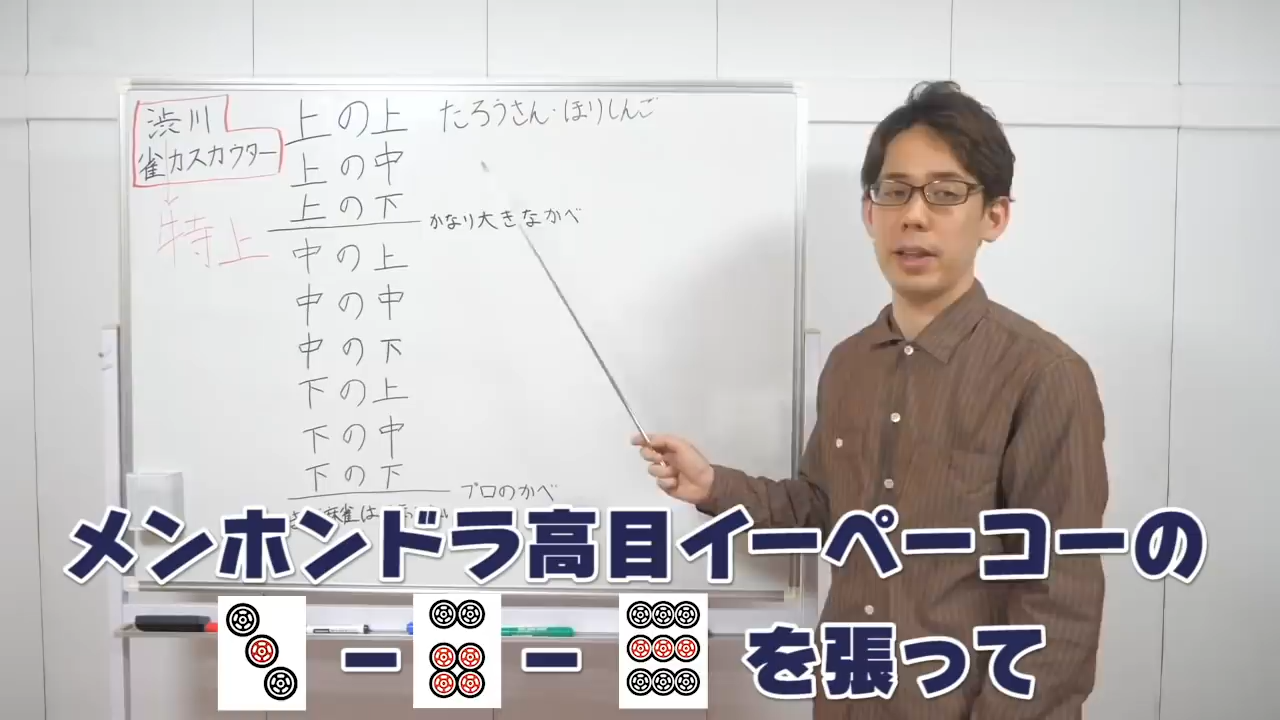 渋川
雀力スカウター
特上
上の上 たろうさん・ほりしんご
上の中
上の下
かなり大きなかべ
中の上
中の中
中の下
下の上
下の中
下の下
プロのかべ
メンホンドラ高目イーペーコーの
ーーを張って